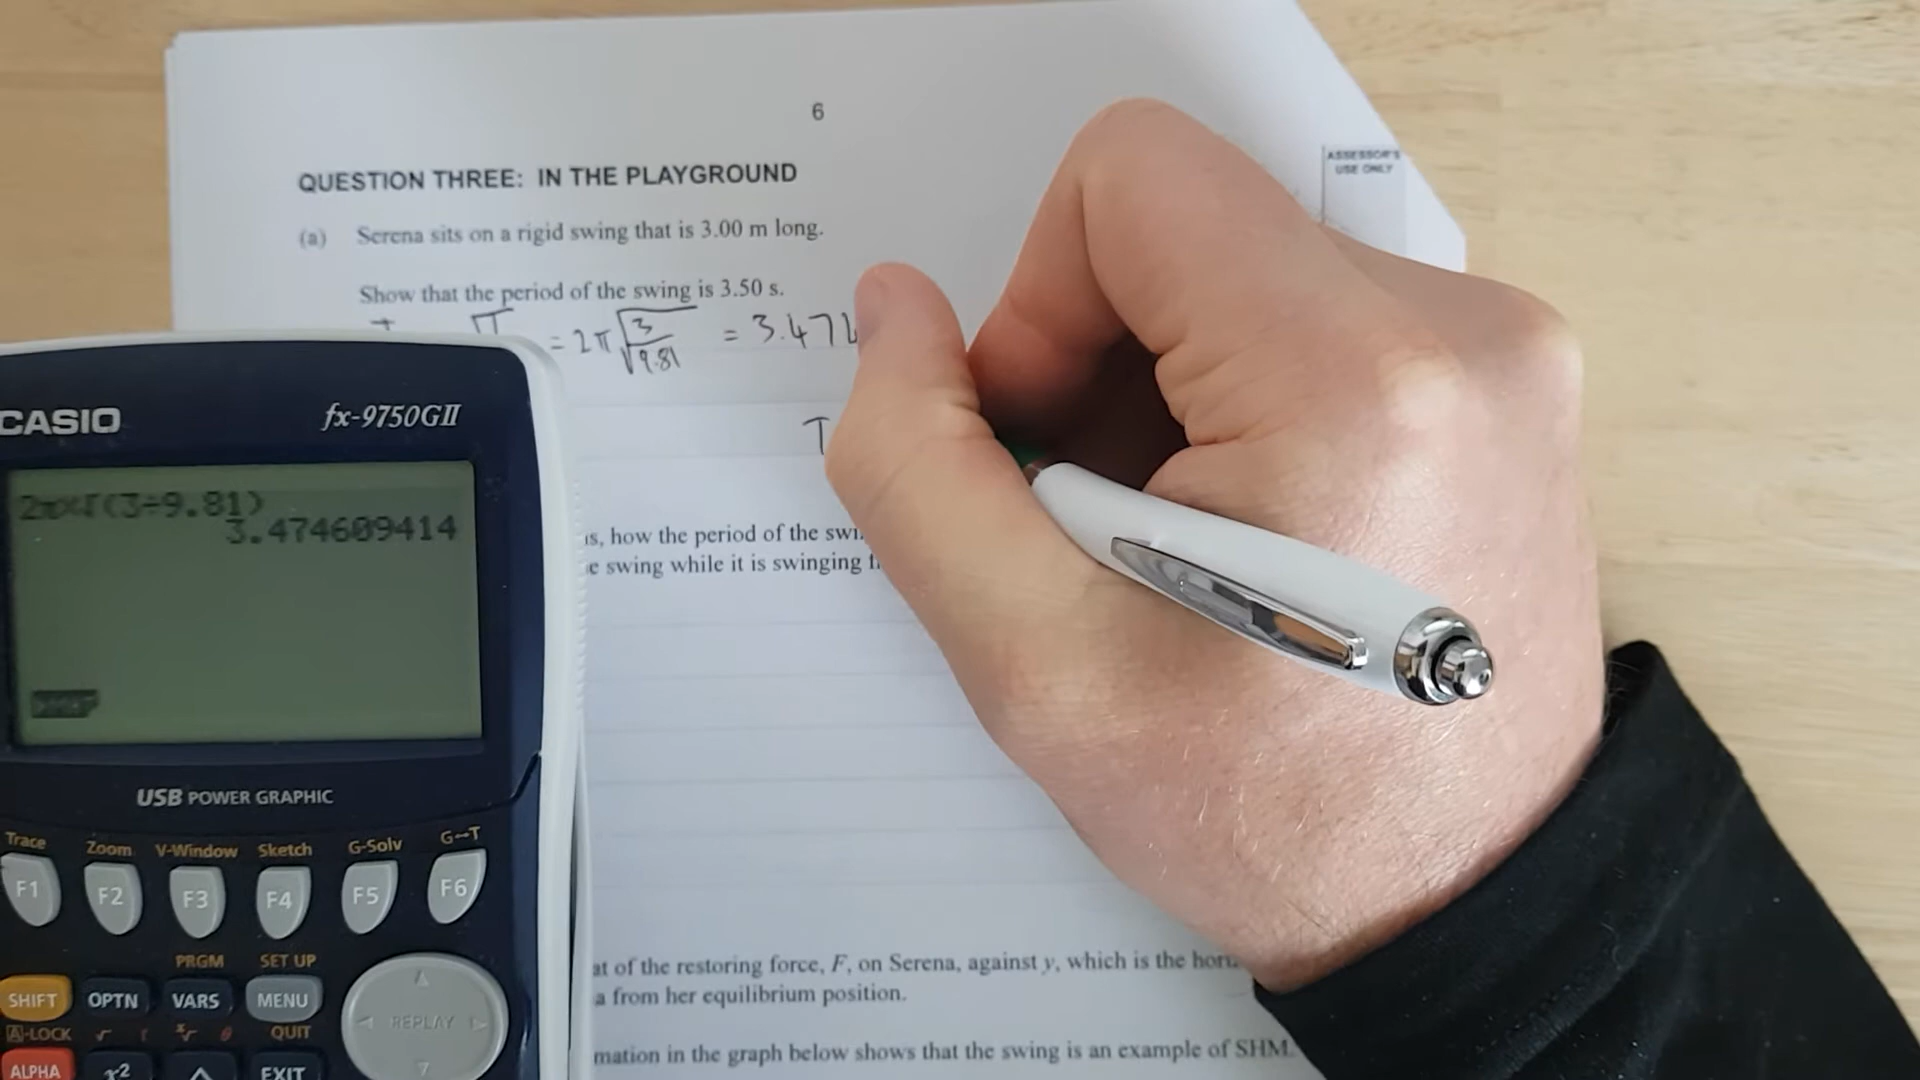 6
ASSESSOR'S
USE ONLY
QUESTION THREE: IN THE PLAYGROUND
(a) Serena sits on a rigid swing that is 3.00 m long.
Show that the period of the swing is 3.50 s.
= 2π √ 3 / 9.81 = 3.47
T
how the period of the
swing while it is swinging
of the restoring force, F, on Serena, against y, which is the
from her equilibrium position.
in the graph below shows that the swing is an example of SHM.
CASIO fx-9750GII
2π×√(3÷9.81)
3.474609414
USB POWER GRAPHIC
Trace Zoom V-Window Sketch G-Solv G↔T
F1 F2 F3 F4 F5 F6
PRGM SET UP
SHIFT OPTN VARS MENU
A-LOCK √ QUIT
REPLAY
ALPHA x² ^ EXIT